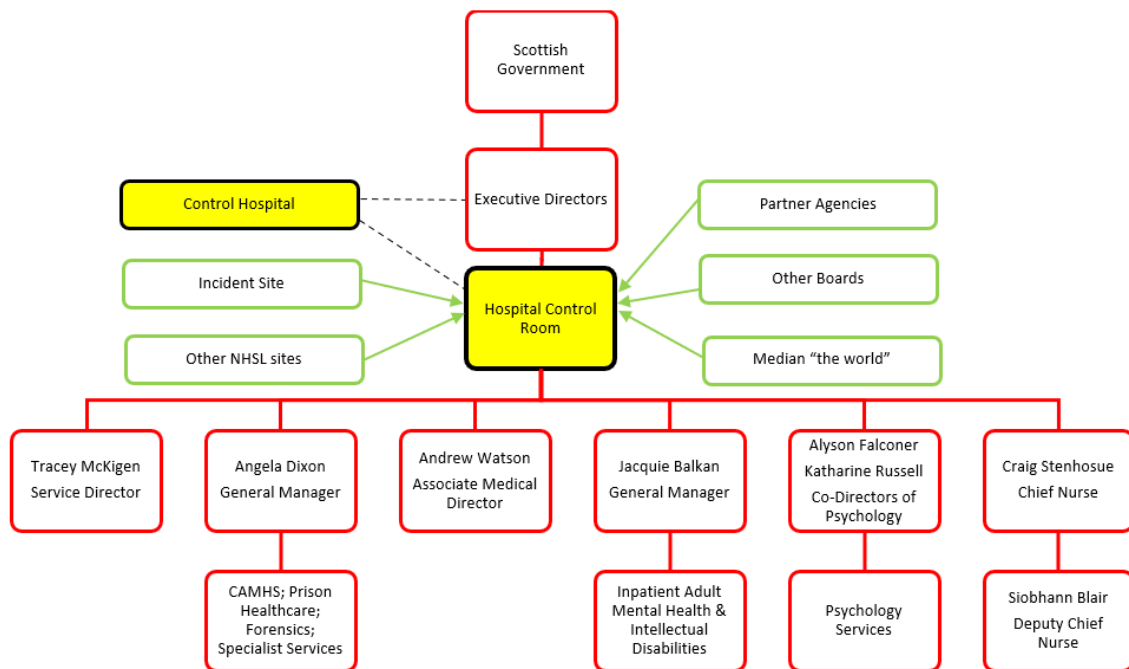 Scottish
Government
Executive Directors
Control Hospital
Partner Agencies
Incident Site
Hospital Control
Room
Other Boards
Other NHSL sites
Median “the world”
Tracey McKigen
Service Director
Angela Dixon
General Manager
Andrew Watson
Associate Medical
Director
Jacquie Balkan
General Manager
Alyson Falconer
Katharine Russell
Co-Directors of
Psychology
Craig Stenhosue
Chief Nurse
CAMHS; Prison
Healthcare;
Forensics;
Specialist Services
Inpatient Adult
Mental Health &
Intellectual
Disabilities
Psychology
Services
Siobhann Blair
Deputy Chief
Nurse